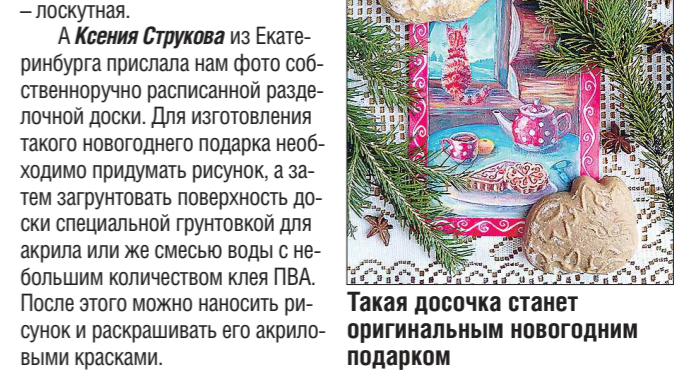 – лоскутная.
А Ксения Струкова из Екате-
ринбурга прислала нам фото соб-
ственноручно расписанной разде-
лочной доски. Для изготовления
такого новогоднего подарка необ-
ходимо придумать рисунок, а за-
тем загрунтовать поверхность до-
ски специальной грунтовкой для
акрила или же смесью воды с не-
большим количеством клея ПВА.
После этого можно наносить ри-
сунок и раскрашивать его акрило-
выми красками.
Такая досочка станет
оригинальным новогодним
подарком